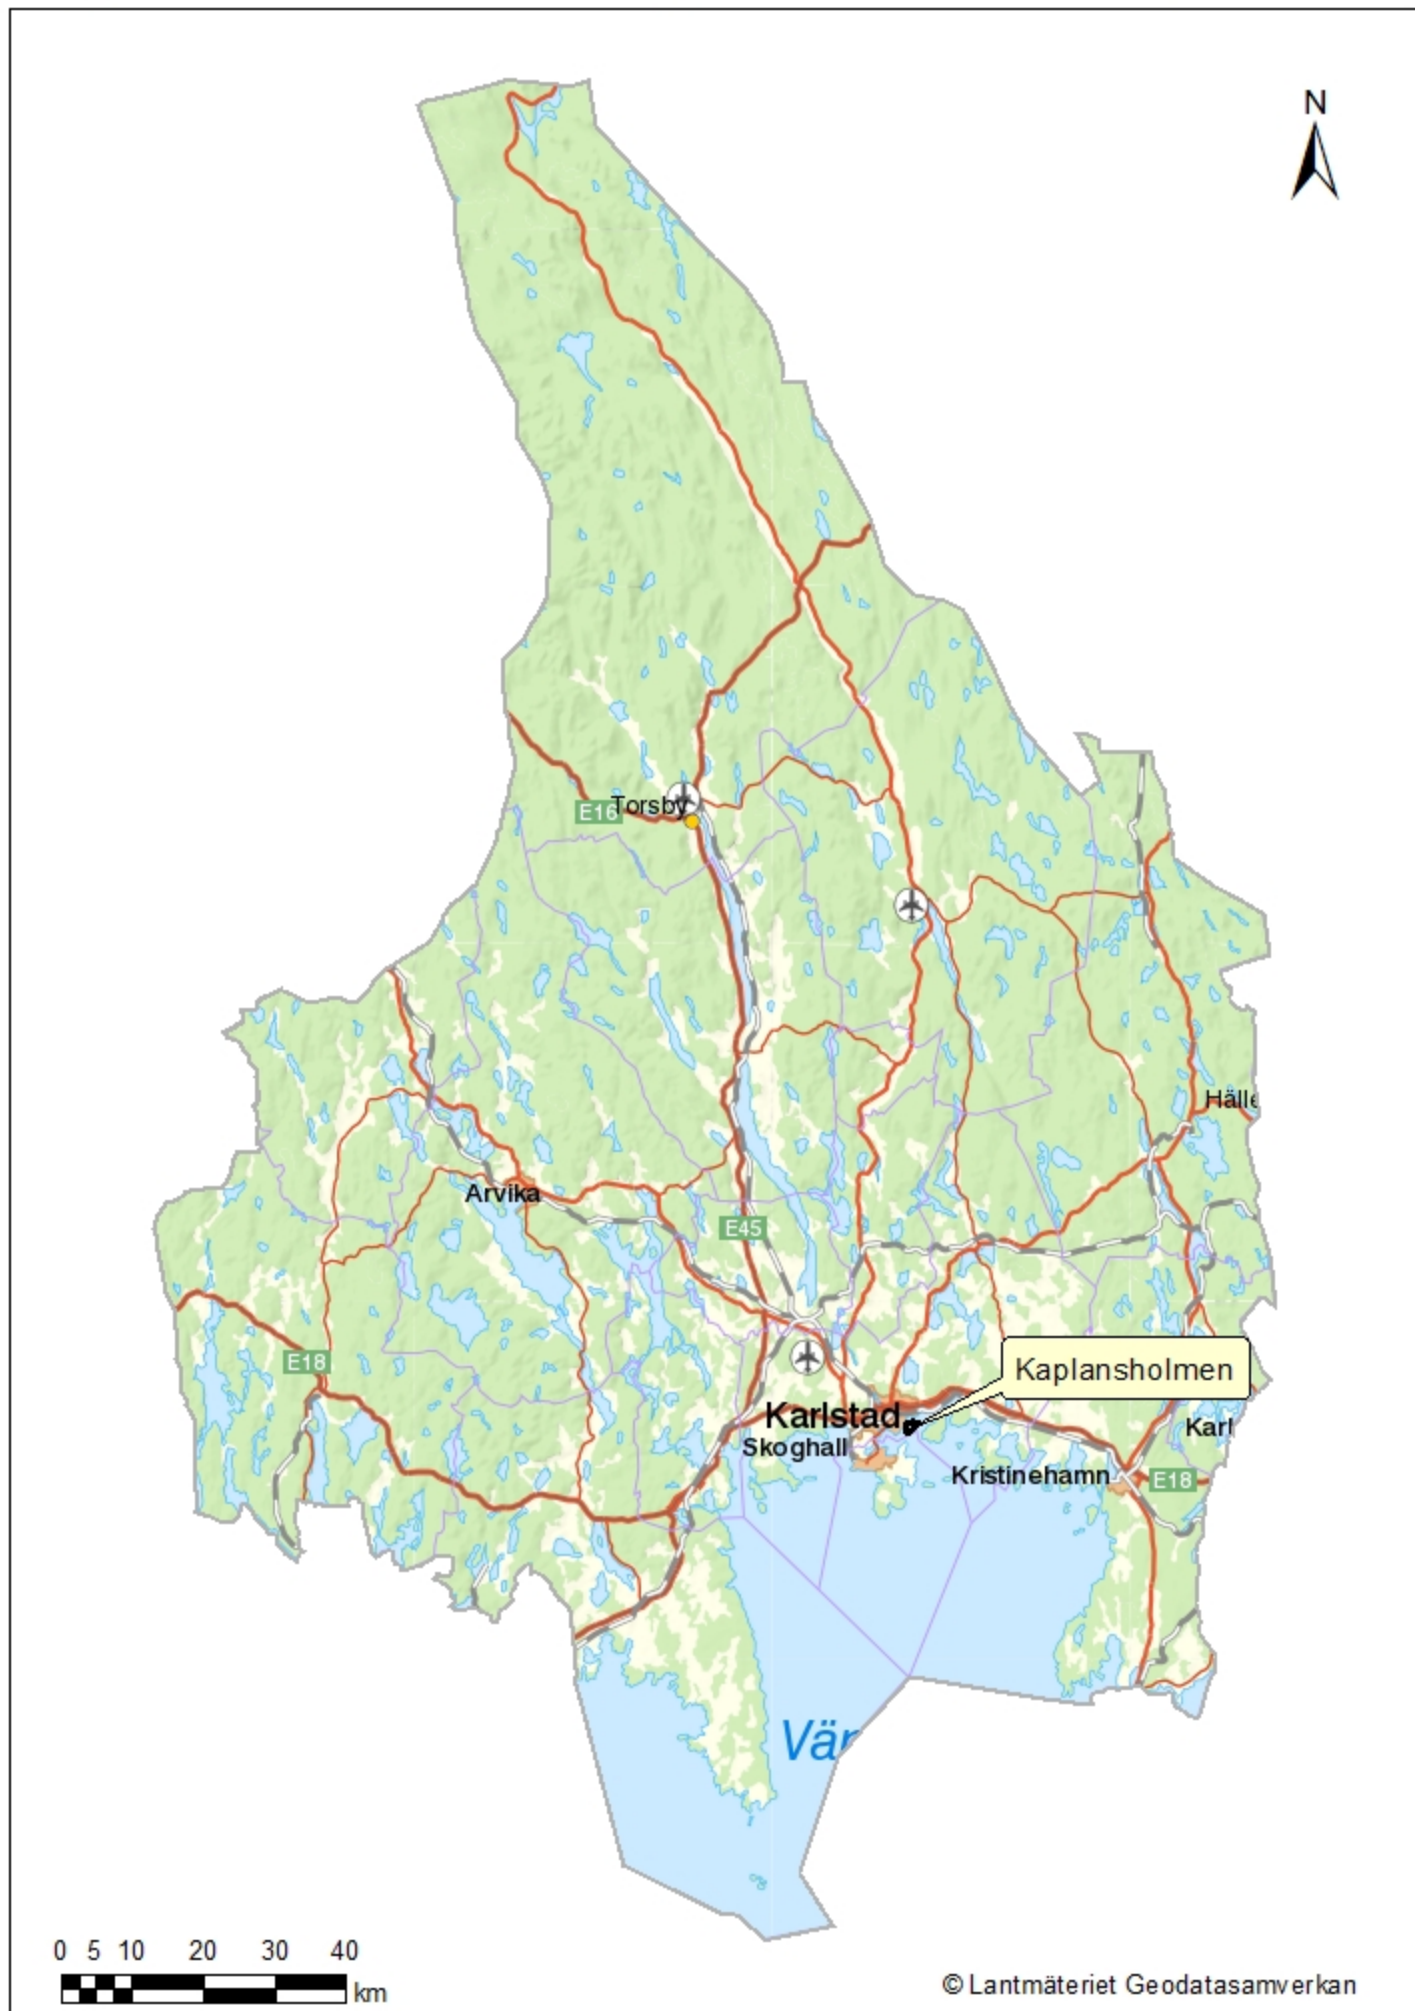 N
E16
Torsby
Hälle
Arvika
E45
E18
Kaplansholmen
Karlstad
Karl
Skoghall
Kristinehamn
E18
Vär
0 5 10 20 30 40
km
© Lantmäteriet Geodatasamverkan